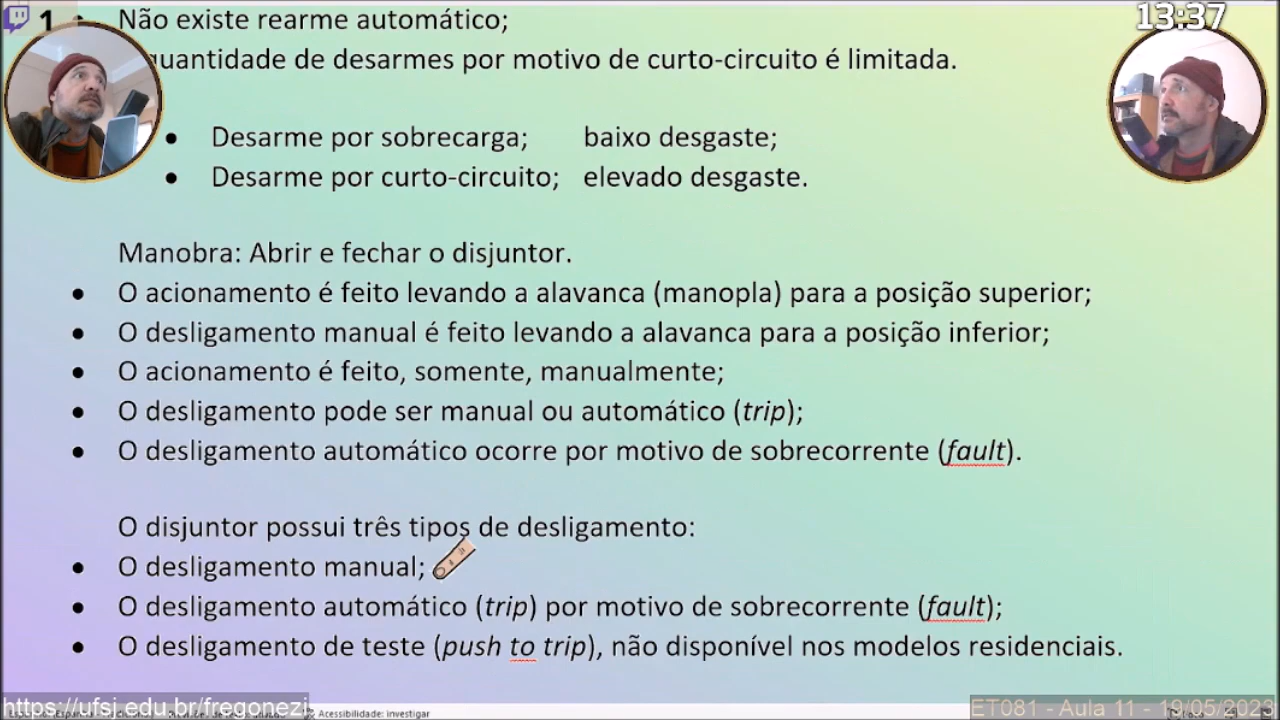 1
13:37
Não existe rearme automático;
quantidade de desarmes por motivo de curto-circuito é limitada.
Desarme por sobrecarga; baixo desgaste;
Desarme por curto-circuito; elevado desgaste.
Manobra: Abrir e fechar o disjuntor.
O acionamento é feito levando a alavanca (manopla) para a posição superior;
O desligamento manual é feito levando a alavanca para a posição inferior;
O acionamento é feito, somente, manualmente;
O desligamento pode ser manual ou automático (trip);
O desligamento automático ocorre por motivo de sobrecorrente (fault).
O disjuntor possui três tipos de desligamento:
O desligamento manual;
O desligamento automático (trip) por motivo de sobrecorrente (fault);
O desligamento de teste (push to trip), não disponível nos modelos residenciais.
https://ufsj.edu.br/fregonezi
Acessibilidade: investigar
ET081 - Aula 11 - 19/05/2023